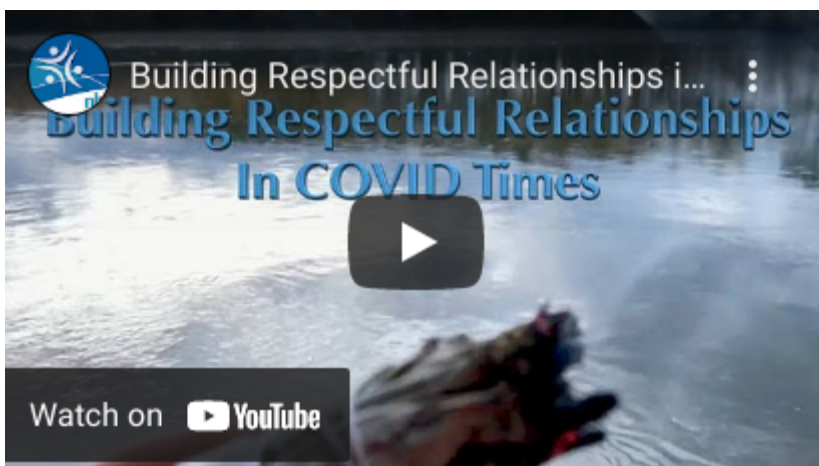 Building Respectful Relationships i...
Building Respectful Relationships
In COVID Times
Watch on YouTube